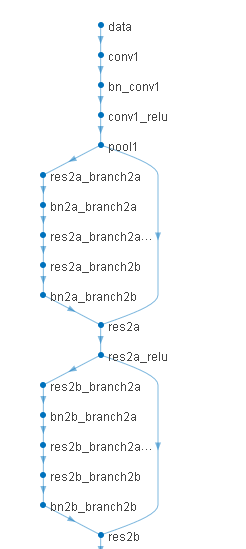 data
conv1
bn_conv1
conv1_relu
pool1
res2a_branch2a
bn2a_branch2a
res2a_branch2a...
res2a_branch2b
bn2a_branch2b
res2a
res2a_relu
res2b_branch2a
bn2b_branch2a
res2b_branch2a...
res2b_branch2b
bn2b_branch2b
res2b